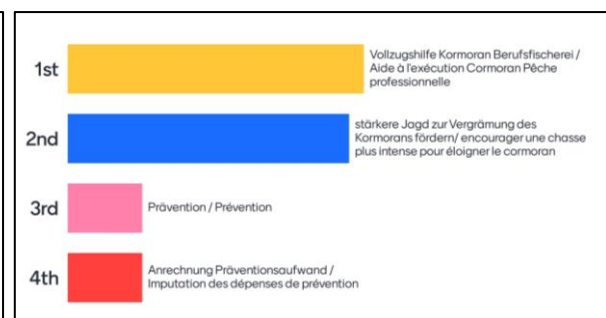 1st
Vollzugshilfe Kormoran Berufsfischerei /
Aide à l'exécution Cormoran Pêche
professionnelle
2nd
stärkere Jagd zur Vergrämung des
Kormorans fördern/ encourager une chasse
plus intense pour éloigner le cormoran
3rd
Prävention / Prévention
4th
Anrechnung Präventionsaufwand /
Imputation des dépenses de prévention